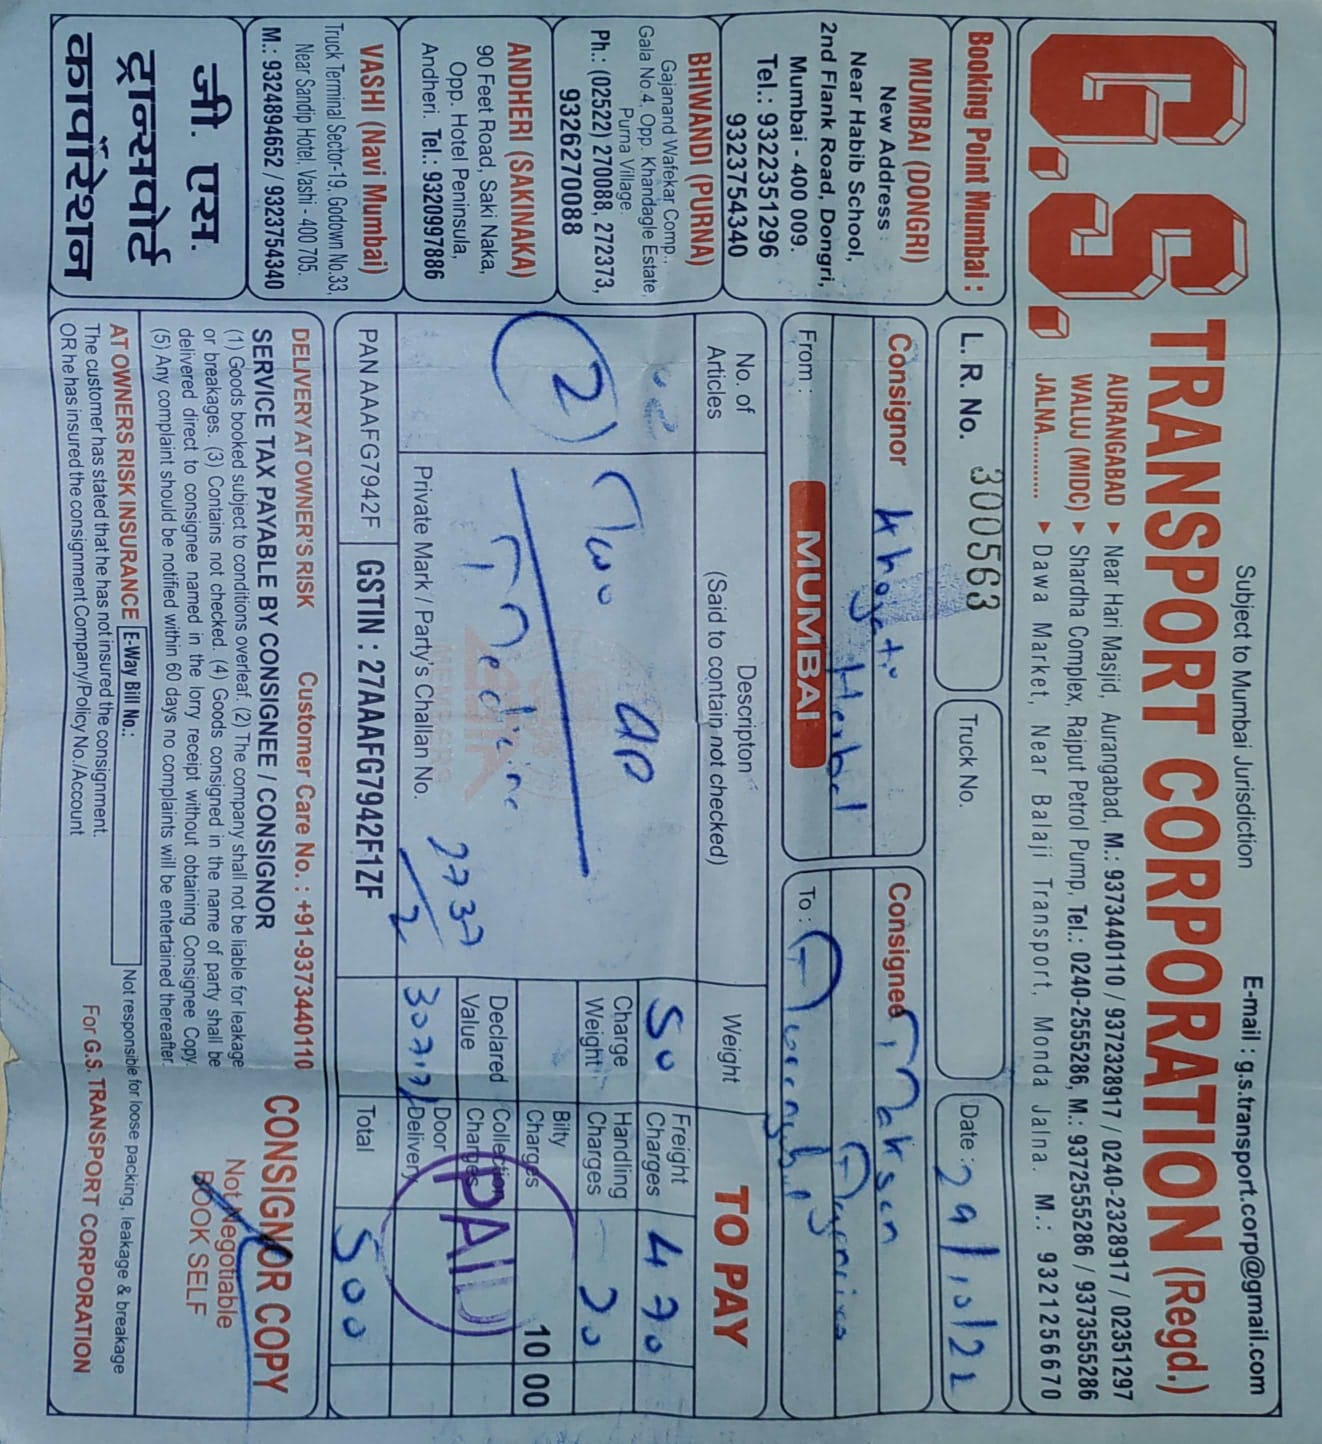 Subject to Mumbai Jurisdiction
E-mail : g.s.transport.corp@gmail.com
G.S. TRANSPORT CORPORATION (Regd.)
AURANGABAD ▸ Near Hari Masjid, Aurangabad, M.: 9373440110 / 9372328917 / 0240-2328917 / 02351297
WALUJ (MIDC) ▸ Shardha Complex, Rajput Petrol Pump, Tel.: 0240-2555286, M.: 9372555286 / 9373555286
JALNA........... ▸ Dawa Market, Near Balaji Transport, Monda Jalna. M.: 9321256670
Booking Point Mumbai :
MUMBAI (DONGRI)
New Address :
Near Habib School,
2nd Flank Road, Dongri,
Mumbai - 400 009.
Tel.: 9322351296
9323754340
BHIWANDI (PURNA)
Gajanand Wafekar Comp.,
Gala No.4, Opp. Khandagle Estate,
Purna Village.
Ph.: (02522) 270088, 272373,
9326270088
ANDHERI (SAKINAKA)
90 Feet Road, Saki Naka,
Opp. Hotel Peninsula,
Andheri. Tel.: 9320997886
VASHI (Navi Mumbai)
Truck Terminal Sector-19, Godown No.33,
Near Sandip Hotel, Vashi - 400 705.
M.: 9324894652 / 9323754340
जी. एस.
ट्रान्सपोर्ट
कार्पोरेशन
L. R. No. 300563
Truck No.
Date : 29/10/22
Consignor Khojati Herbal
Consignee
From : MUMBAI
To :
No. of Articles
Descripton
(Said to contain not checked)
Weight
TO PAY
2
Two
Medicine
Private Mark / Party's Challan No.
2737
50
Charge Weight
Declared Value
30717/
Freight Charges 470
Handling Charges 20
Bilty Charges 10 00
Collection Charges
Door Delivery
PAID
Total 500
PAN AAAFG7942F
GSTIN : 27AAAFG7942F1ZF
DELIVERY AT OWNER'S RISK Customer Care No. : +91-9373440110
SERVICE TAX PAYABLE BY CONSIGNEE / CONSIGNOR
(1) Goods booked subject to conditions overleaf. (2) The company shall not be liable for leakage
or breakages. (3) Contains not checked. (4) Goods consigned in the name of party shall be
delivered direct to consignee named in the lorry receipt without obtaining Consignee Copy.
(5) Any complaint should be notified within 60 days no complaints will be entertained thereafter.
CONSIGNOR COPY
Not Negotiable
BOOK SELF
AT OWNERS RISK INSURANCE E-Way Bill No.:
Not responsible for loose packing, leakage & breakage
The customer has stated that he has not insured the consignment.
OR he has insured the consignment Company/Policy No./Account
For G.S. TRANSPORT CORPORATION